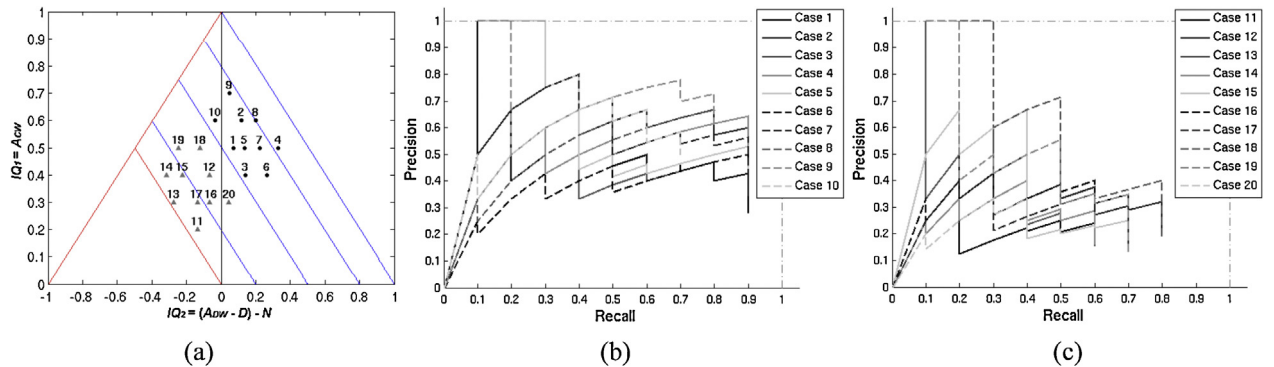 1
0.9
0.8
0.7
0.6
0.5
0.4
0.3
0.2
0.1
0
IQ1 = ACW
9
10 2 8
19 18 1 5 7 4
14 15 12 3 6
13 17 16 20
11
-1 -0.8 -0.6 -0.4 -0.2 0 0.2 0.4 0.6 0.8 1
IQ2 = (ADW - D) - N
(a)
1
0.9
0.8
0.7
0.6
0.5
0.4
0.3
0.2
0.1
0
Precision
0 0.1 0.2 0.3 0.4 0.5 0.6 0.7 0.8 0.9 1
Recall
Case 1
Case 2
Case 3
Case 4
Case 5
Case 6
Case 7
Case 8
Case 9
Case 10
(b)
1
0.9
0.8
0.7
0.6
0.5
0.4
0.3
0.2
0.1
0
Precision
0 0.1 0.2 0.3 0.4 0.5 0.6 0.7 0.8 0.9 1
Recall
Case 11
Case 12
Case 13
Case 14
Case 15
Case 16
Case 17
Case 18
Case 19
Case 20
(c)